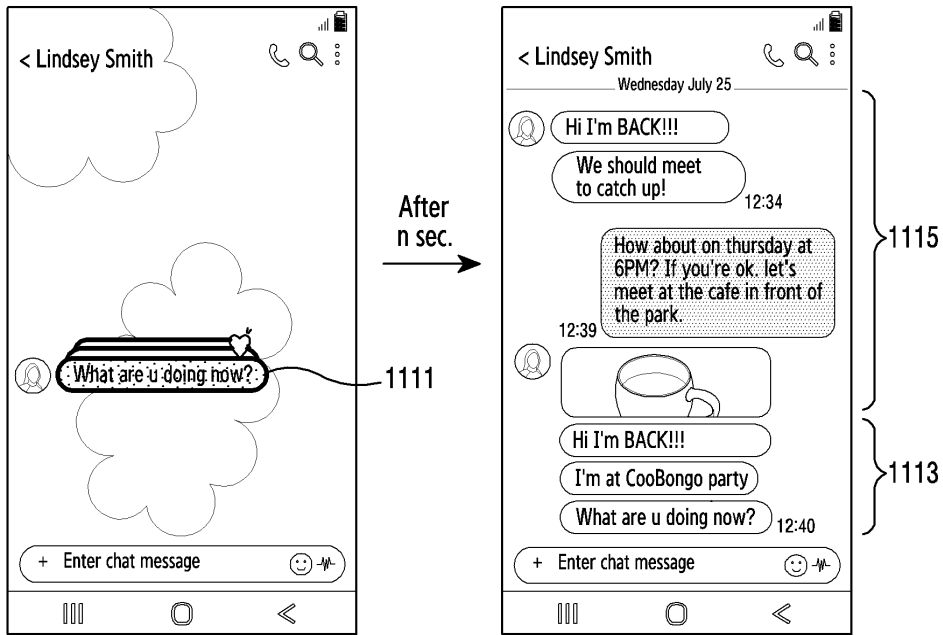 < Lindsey Smith
What are u doing now?
1111
+ Enter chat message
After
n sec.
< Lindsey Smith
Wednesday July 25
Hi I'm BACK!!!
We should meet
to catch up!
12:34
How about on thursday at
6PM? If you're ok. let's
meet at the cafe in front of
the park.
12:39
1115
Hi I'm BACK!!!
I'm at CooBongo party
What are u doing now?
12:40
1113
+ Enter chat message